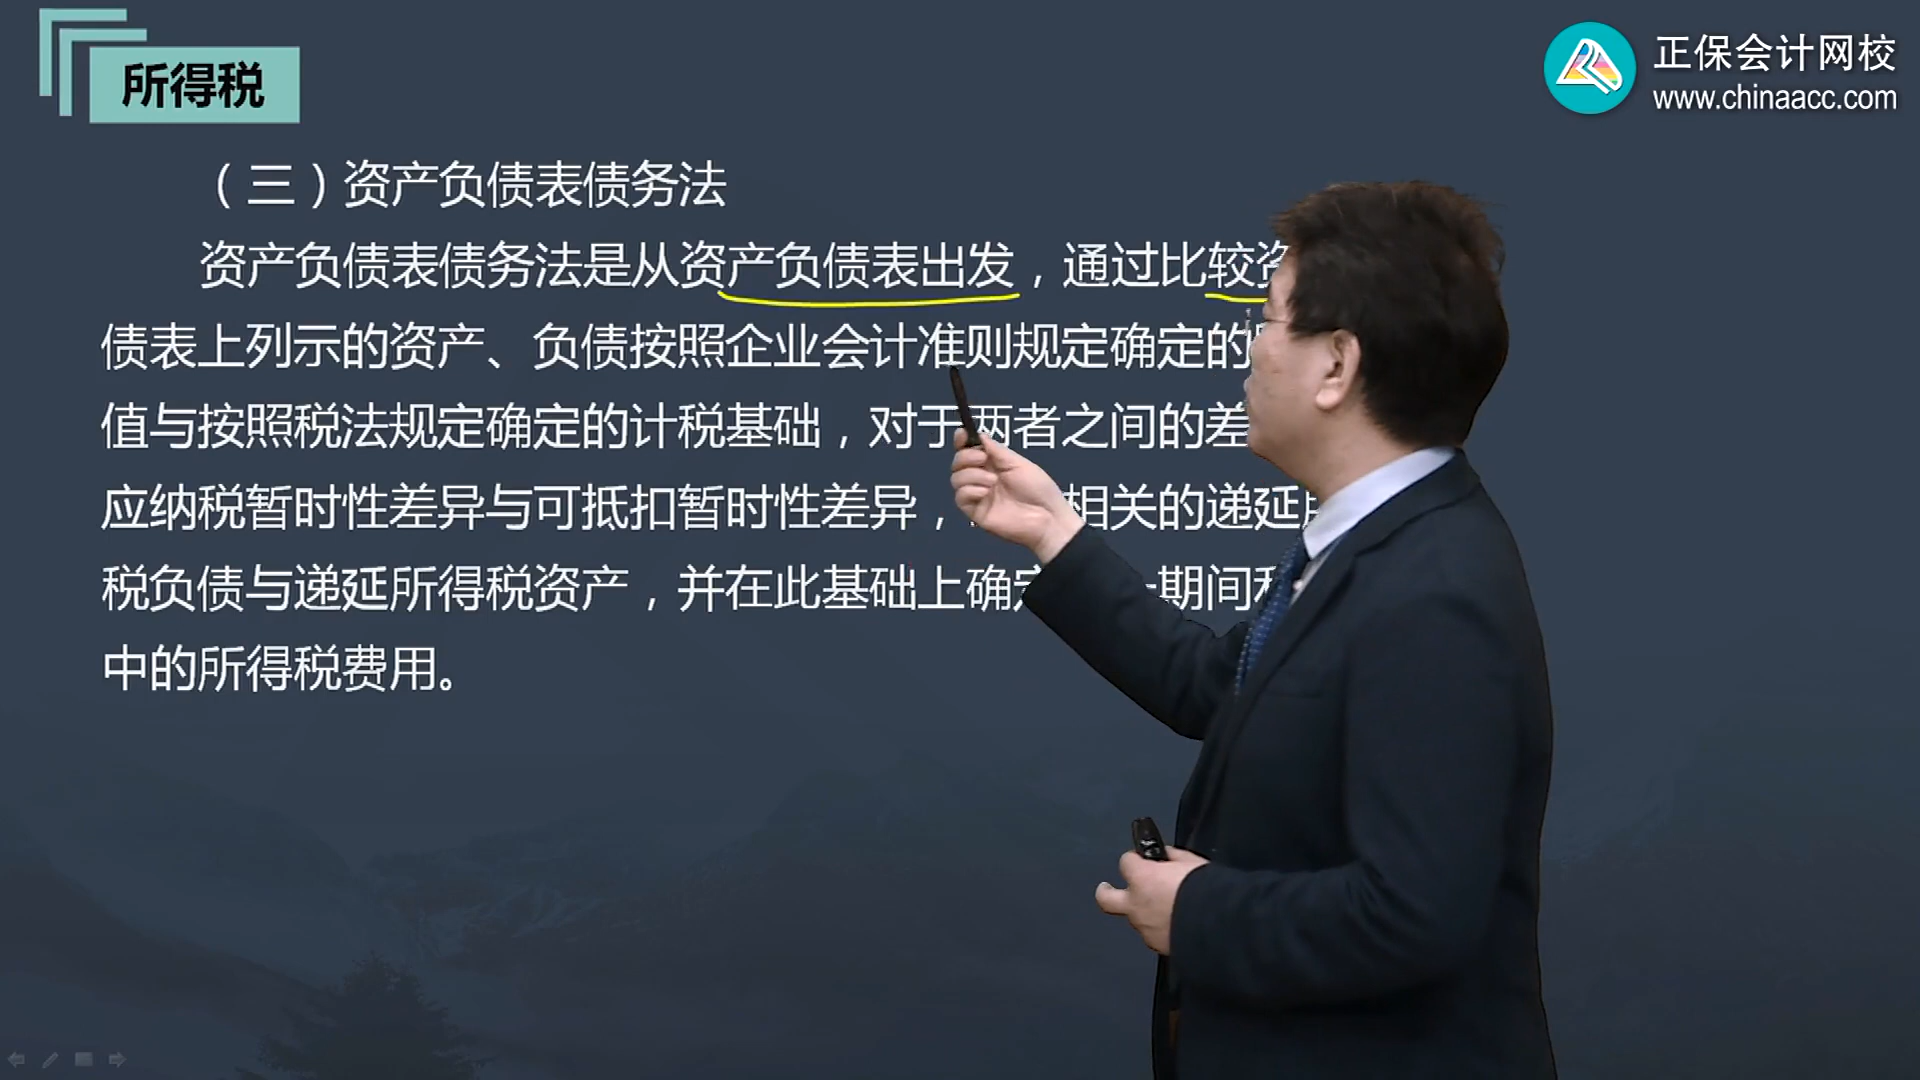 所得税
正保会计网校
www.chinaacc.com
（三）资产负债表债务法
资产负债表债务法是从资产负债表出发，通过比较资
债表上列示的资产、负债按照企业会计准则规定确定的
值与按照税法规定确定的计税基础，对于两者之间的差
应纳税暂时性差异与可抵扣暂时性差异，相关的递延
税负债与递延所得税资产，并在此基础上确定期间
中的所得税费用。